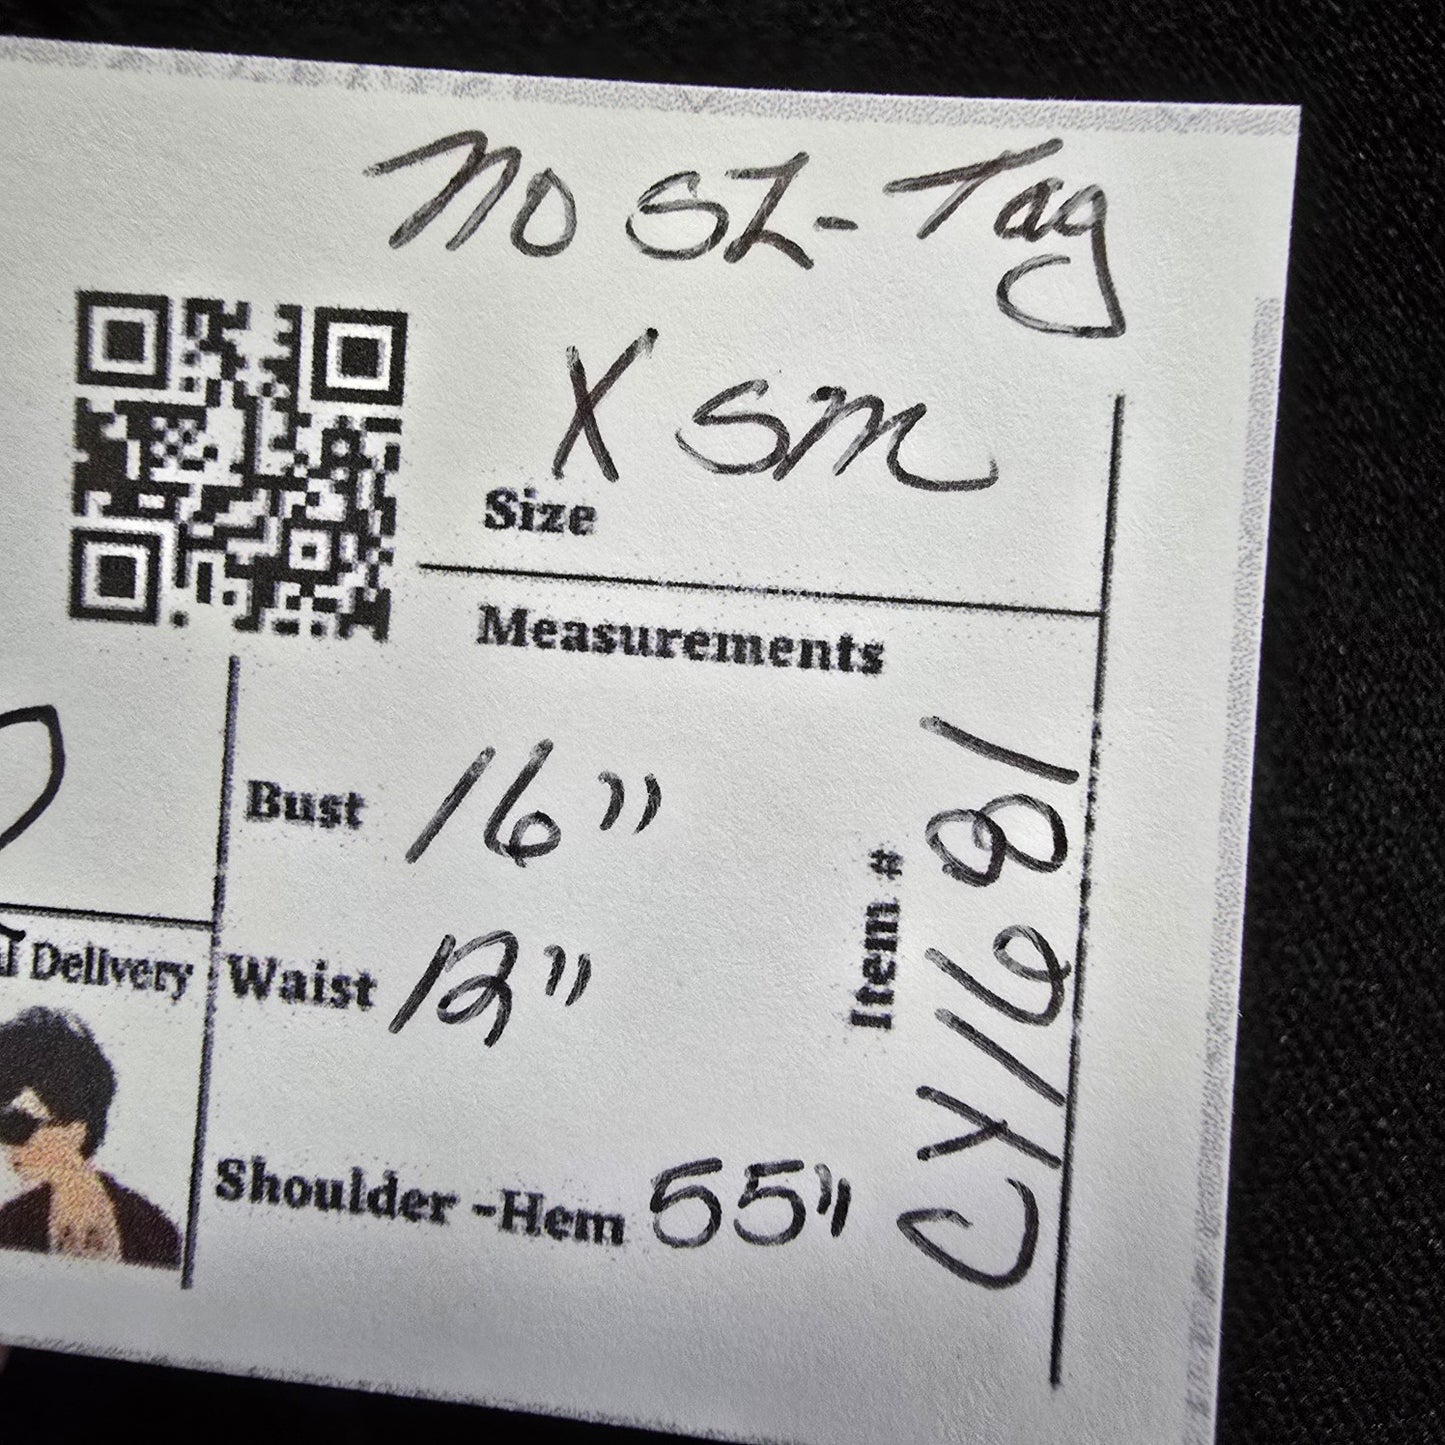 No SZ-Tag
X Sm
Size
Measurements
Bust 16"
Waist 12"
Shoulder -Hem 55"
Item #
CY1681
Delivery